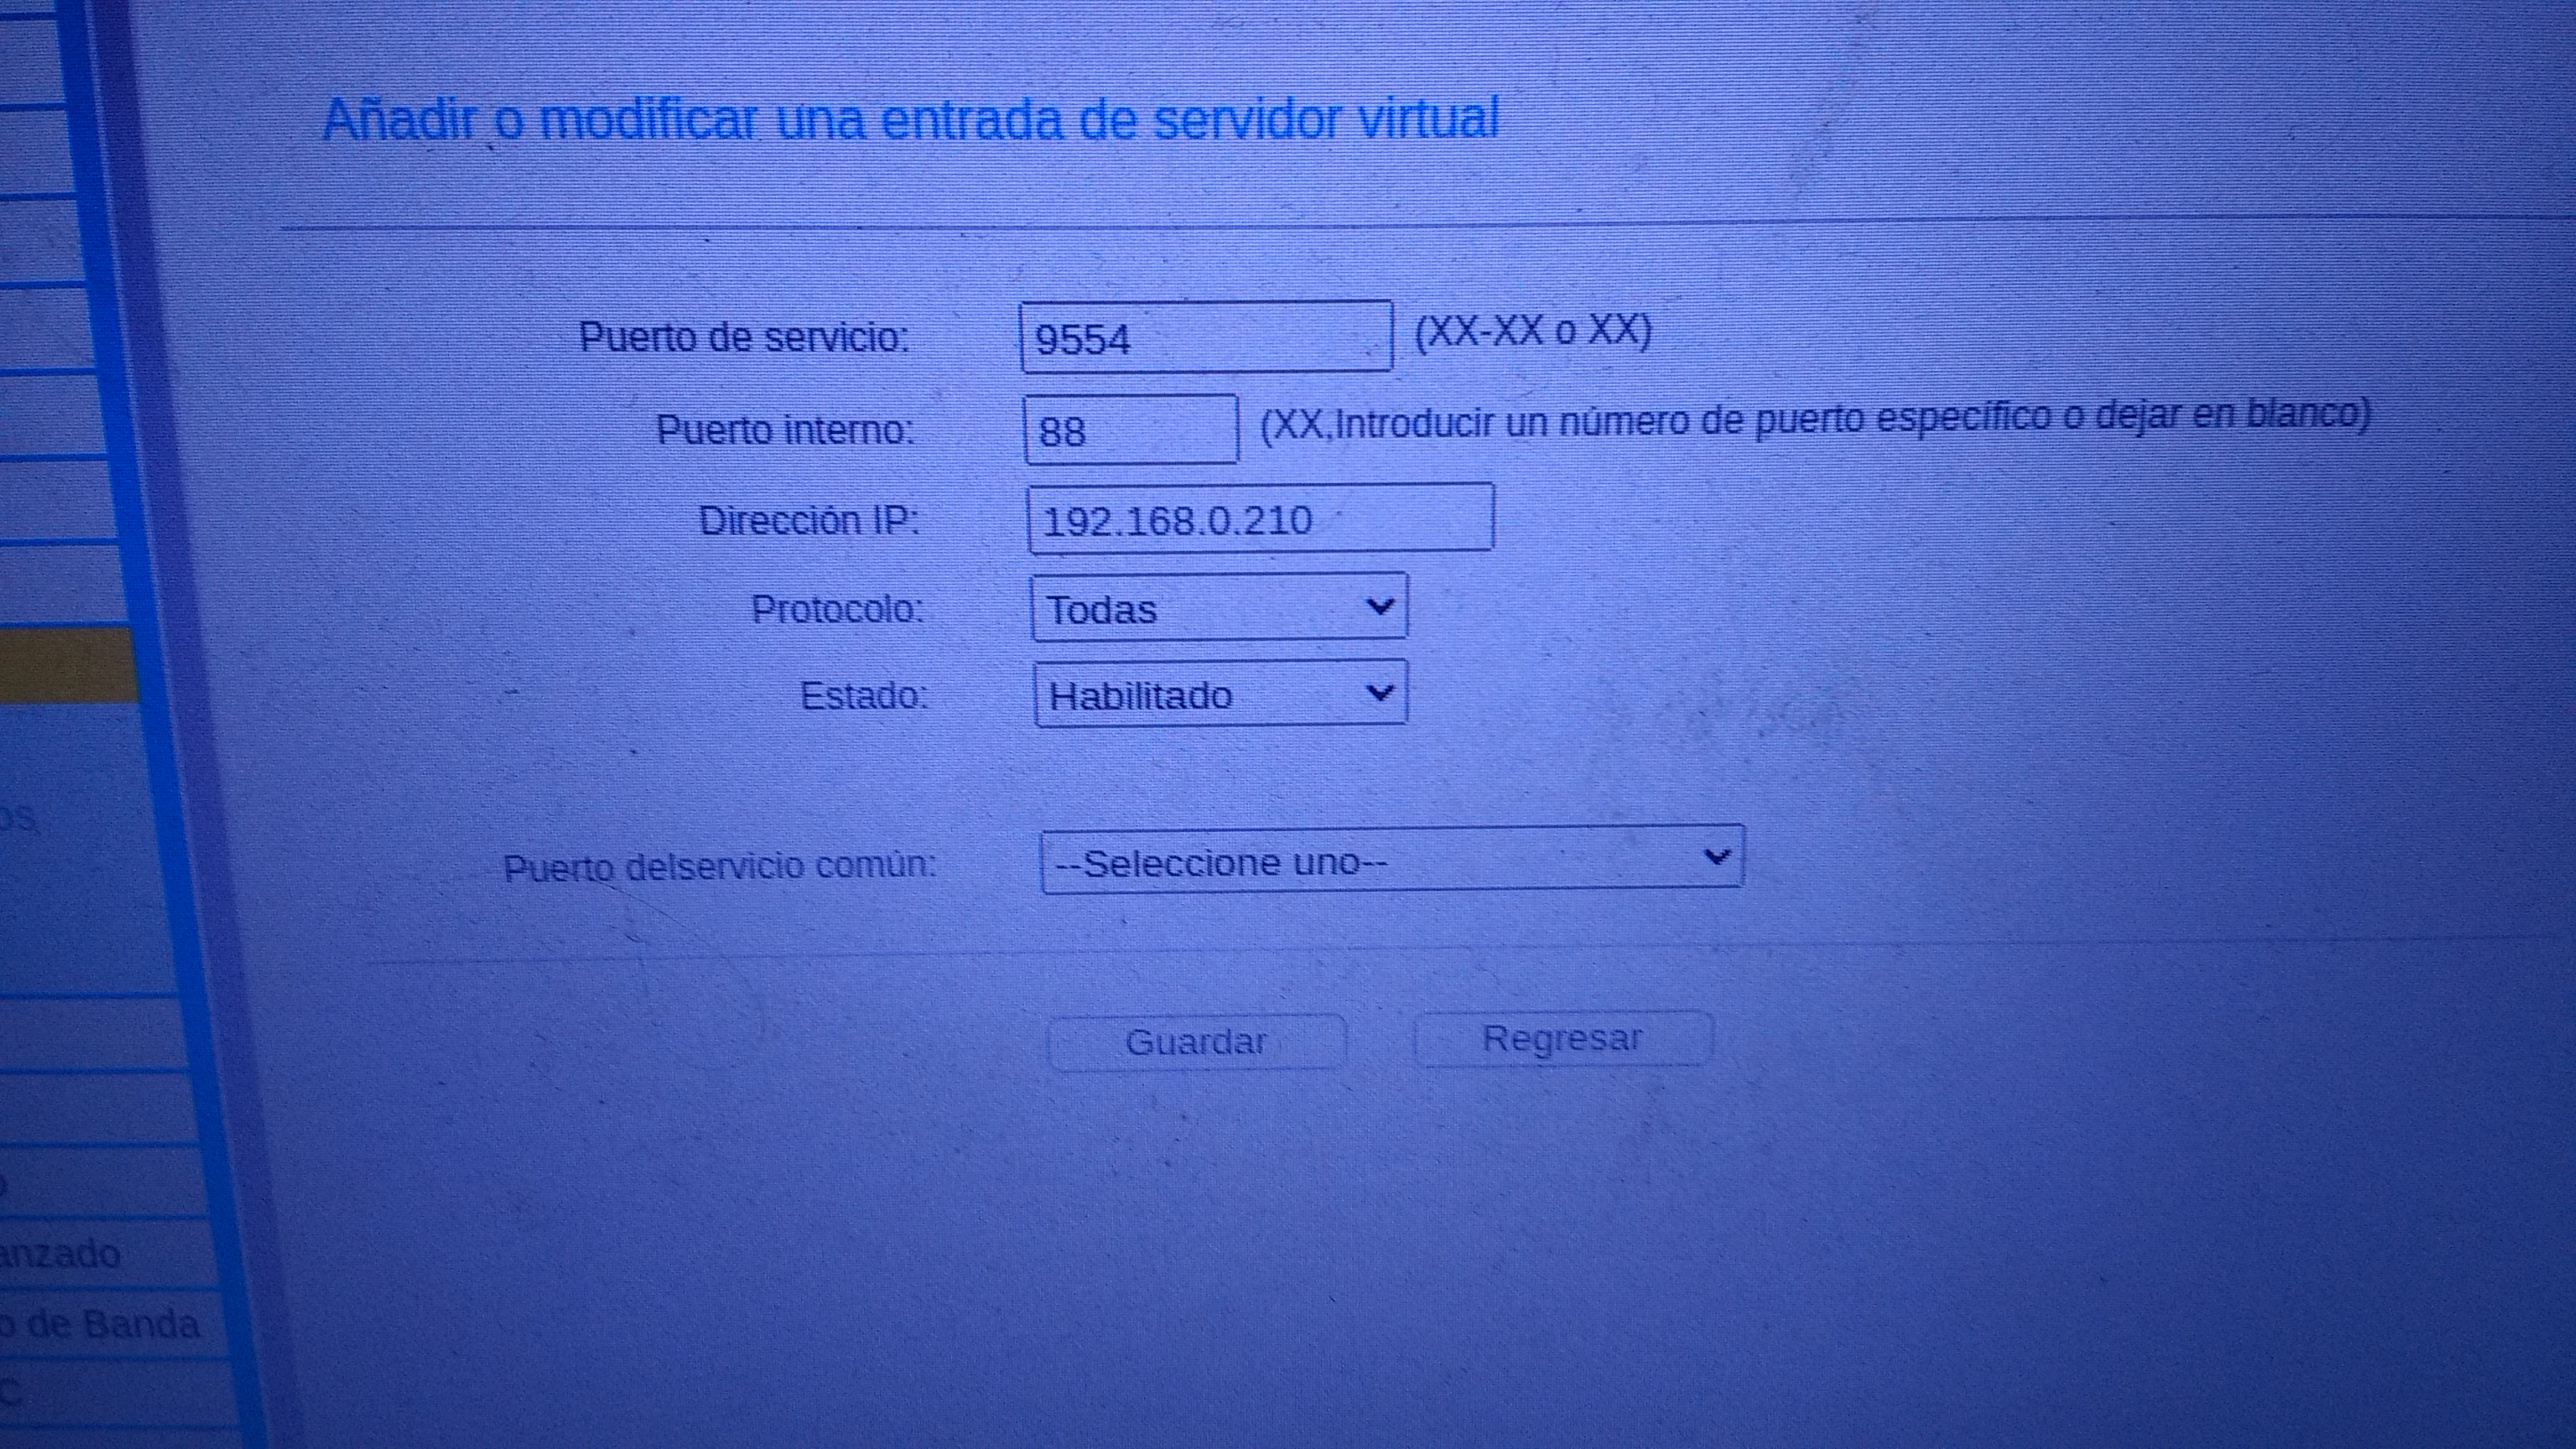 Añadir o modificar una entrada de servidor virtual
Puerto de servicio: 9554 (XX-XX o XX)
Puerto interno: 88 (XX,Introducir un número de puerto específico o dejar en blanco)
Dirección IP: 192.168.0.210
Protocolo: Todas
Estado: Habilitado
os
Puerto delservicio común: --Seleccione uno--
Guardar Regresar
anzado
o de Banda
C